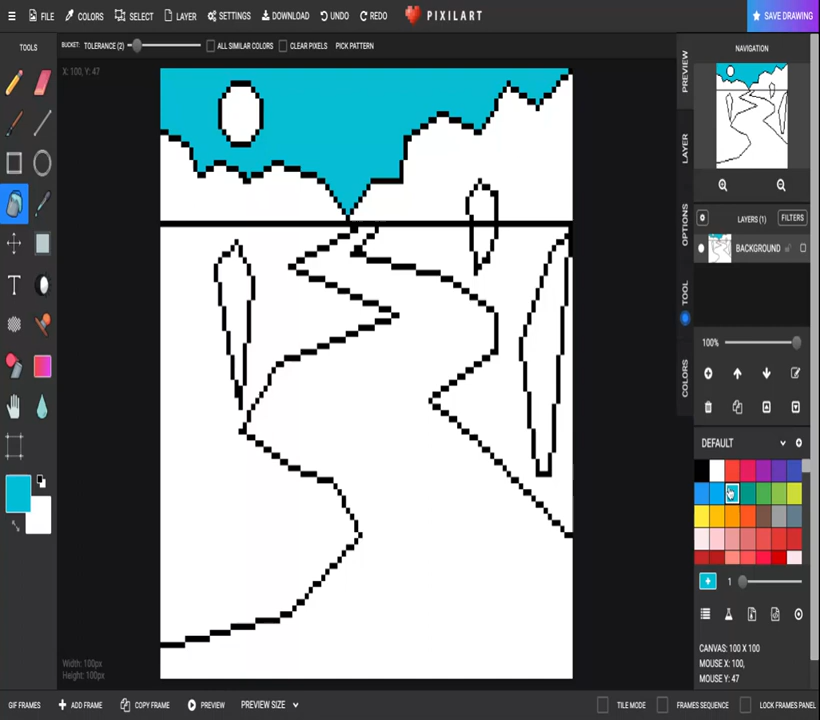 FILE COLORS SELECT LAYER SETTINGS DOWNLOAD UNDO REDO PIXILART SAVE DRAWING
TOOLS
BUCKET: TOLERANCE (2) ALL SIMILAR COLORS CLEAR PIXELS PICK PATTERN
X: 100, Y: 47
NAVIGATION
PREVIEW
LAYER
OPTIONS
TOOL
COLORS
LAYERS (1) FILTERS
BACKGROUND
100%
DEFAULT
1
CANVAS: 100 X 100
MOUSE X: 100,
MOUSE Y: 47
Width: 100px
Height: 100px
GIF FRAMES ADD FRAME COPY FRAME PREVIEW PREVIEW SIZE TILE MODE FRAMES SEQUENCE LOCK FRAMES PANEL
T